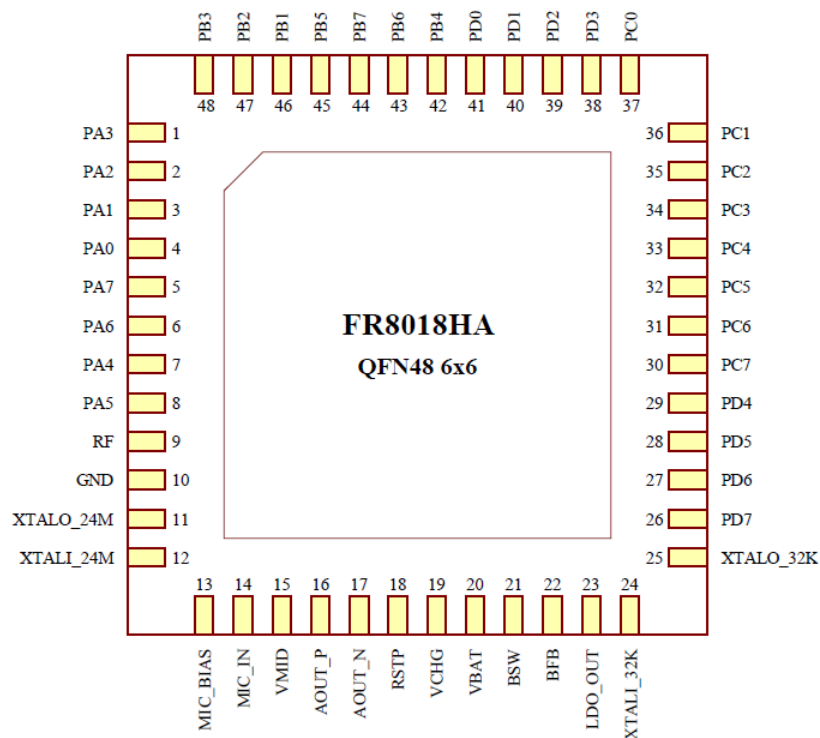 PB3 PB2 PB1 PB5 PB7 PB6 PB4 PD0 PD1 PD2 PD3 PC0
48 47 46 45 44 43 42 41 40 39 38 37
PA3 1 36 PC1
PA2 2 35 PC2
PA1 3 34 PC3
PA0 4 33 PC4
PA7 5 32 PC5
PA6 6 31 PC6
PA4 7 30 PC7
PA5 8 29 PD4
RF 9 28 PD5
GND 10 27 PD6
XTALO_24M 11 26 PD7
XTALI_24M 12 25 XTALO_32K
FR8018HA
QFN48 6x6
13 14 15 16 17 18 19 20 21 22 23 24
MIC_BIAS MIC_IN VMID AOUT_P AOUT_N RSTP VCHG VBAT BSW BFB LDO_OUT XTALI_32K